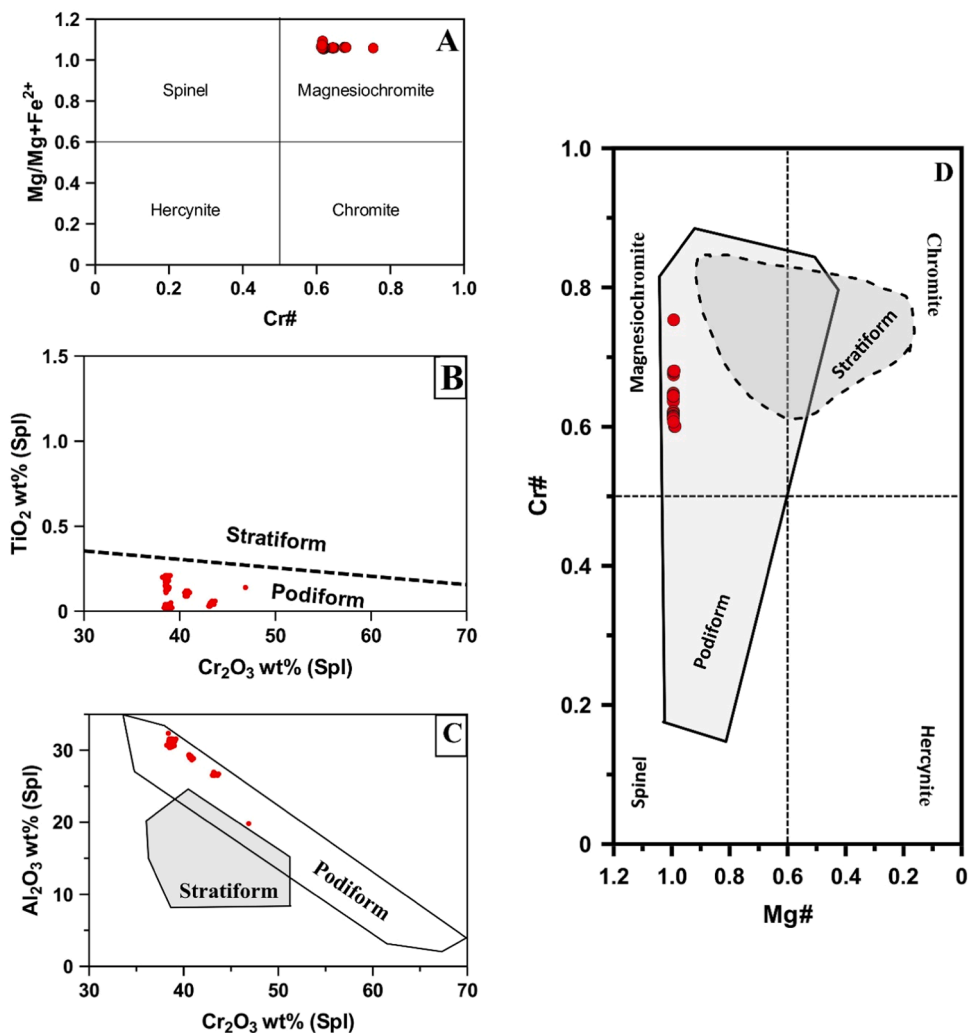 A
1.2
1.0
0.8
0.6
0.4
0.2
0
Mg/Mg+Fe²⁺
Spinel
Magnesiochromite
Hercynite
Chromite
0
0.2
0.4
0.6
0.8
1.0
Cr#
B
1.5
1.0
0.5
0
TiO₂ wt% (Spl)
Stratiform
Podiform
30
40
50
60
70
Cr₂O₃ wt% (Spl)
C
30
20
10
0
Al₂O₃ wt% (Spl)
Stratiform
Podiform
30
40
50
60
70
Cr₂O₃ wt% (Spl)
D
1.0
0.8
0.6
0.4
0.2
0
Cr#
Magnesiochromite
Chromite
Stratiform
Podiform
Spinel
Hercynite
1.2
1.0
0.8
0.6
0.4
0.2
0
Mg#